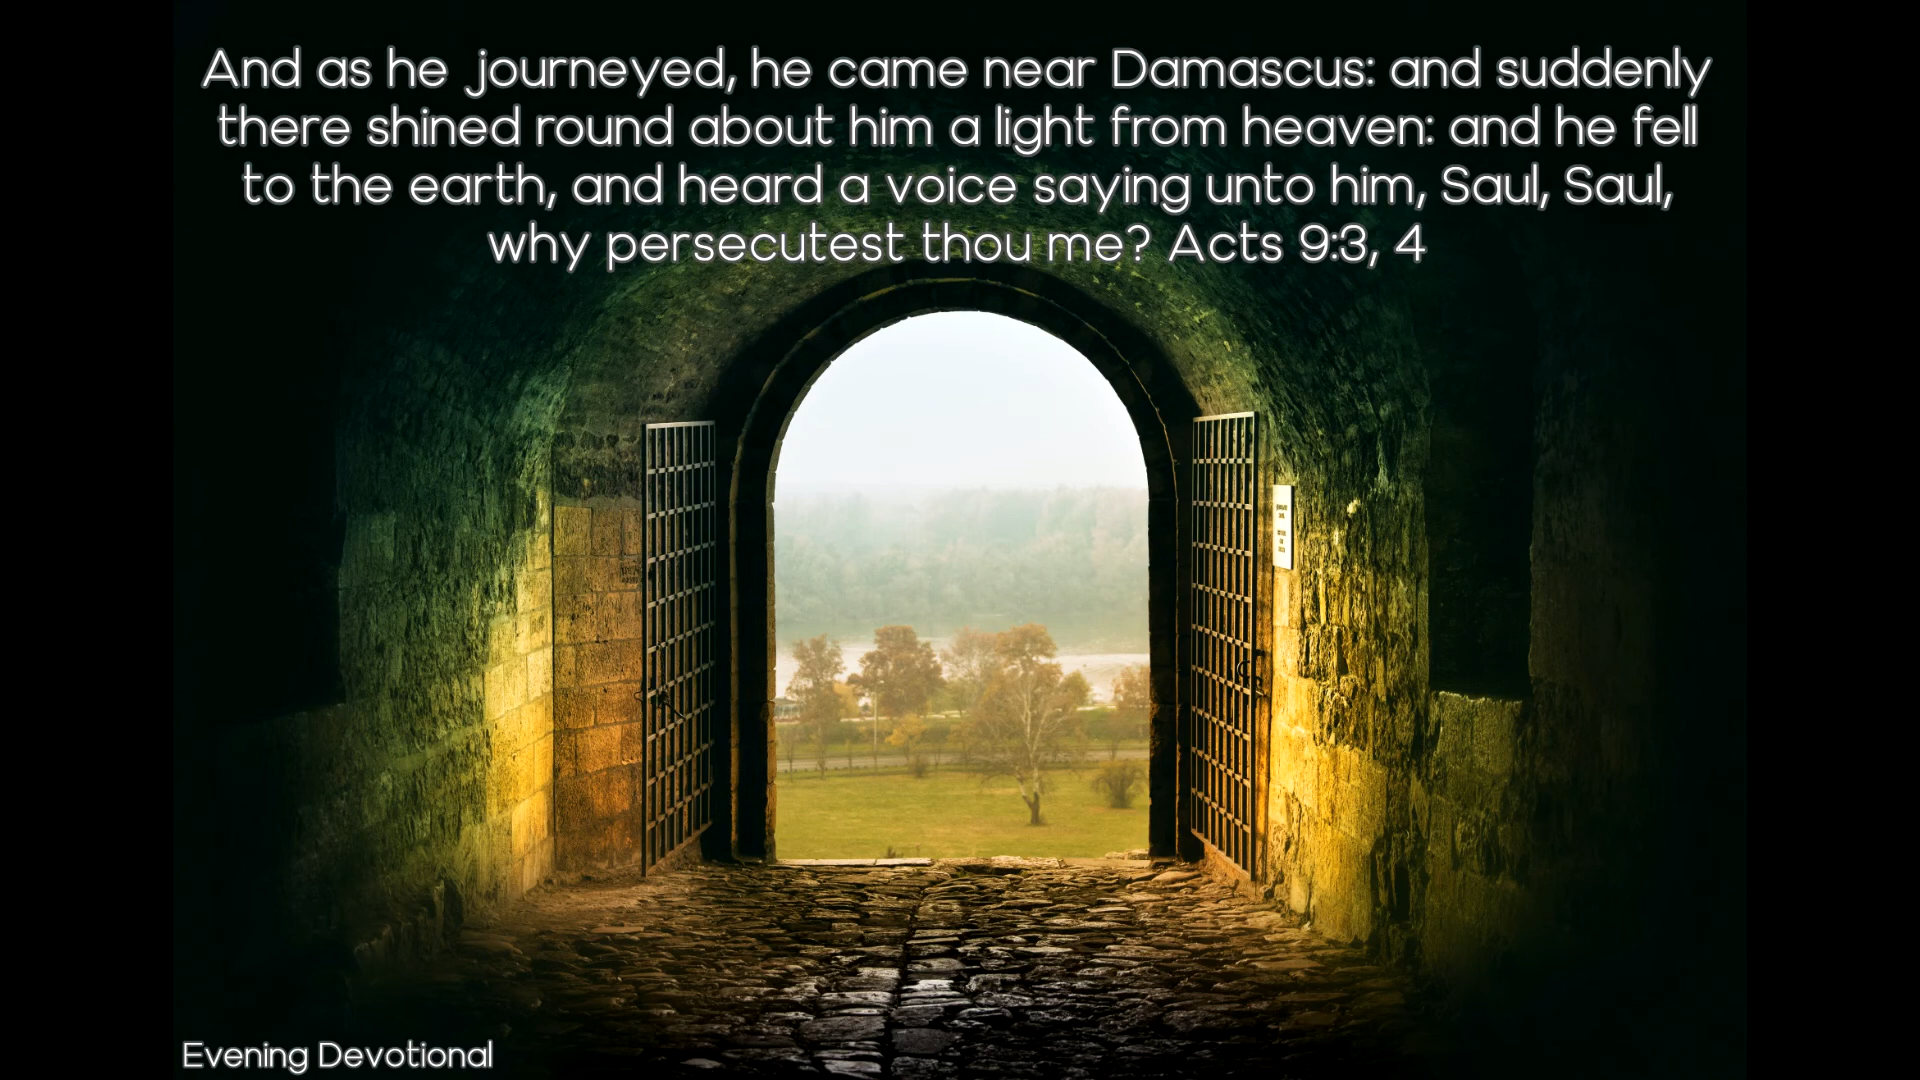 And as he journeyed, he came near Damascus: and suddenly
there shined round about him a light from heaven: and he fell
to the earth, and heard a voice saying unto him, Saul, Saul,
why persecutest thou me? Acts 9:3, 4
Evening Devotional